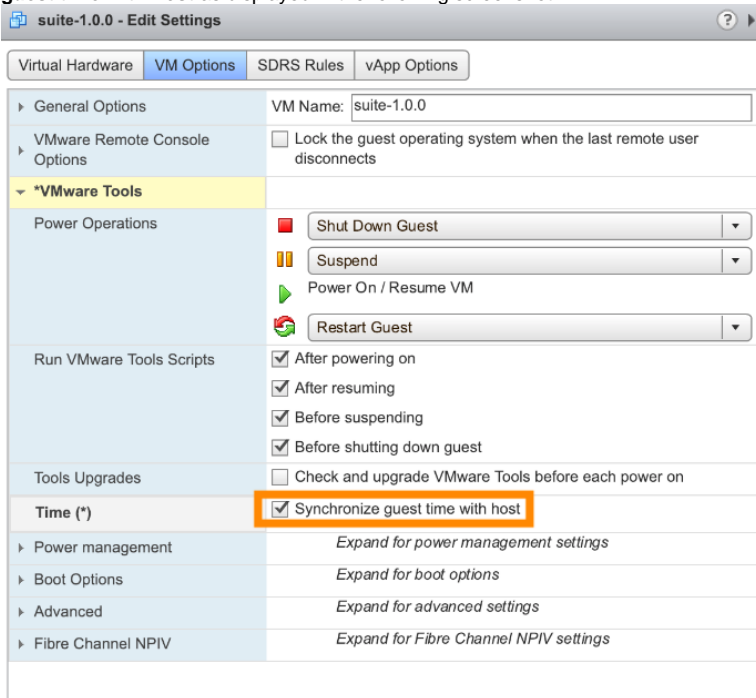 suite-1.0.0 - Edit Settings
?
Virtual Hardware
VM Options
SDRS Rules
vApp Options
General Options
VM Name:
suite-1.0.0
VMware Remote Console
Options
Lock the guest operating system when the last remote user
disconnects
*VMware Tools
Power Operations
Shut Down Guest
Suspend
Power On / Resume VM
Restart Guest
Run VMware Tools Scripts
After powering on
After resuming
Before suspending
Before shutting down guest
Tools Upgrades
Check and upgrade VMware Tools before each power on
Time (*)
Synchronize guest time with host
Power management
Expand for power management settings
Boot Options
Expand for boot options
Advanced
Expand for advanced settings
Fibre Channel NPIV
Expand for Fibre Channel NPIV settings